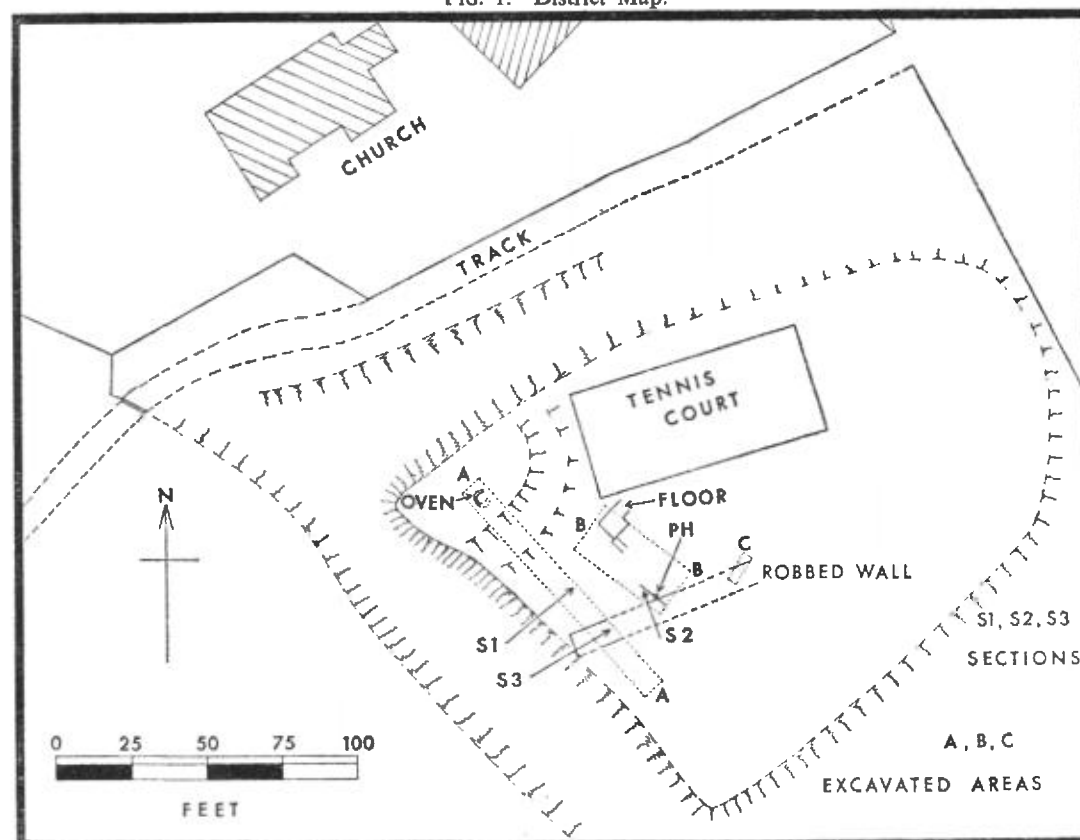 FIG. 1. District Map.
CHURCH
TRACK
TENNIS
COURT
A
OVEN
C
FLOOR
B
PH
C
B
ROBBED WALL
N
S1
S2
S3
A
S1, S2, S3
SECTIONS
0 25 50 75 100
FEET
A, B, C
EXCAVATED AREAS